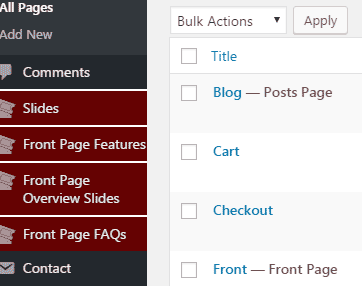 All Pages
Add New
Comments
Slides
Front Page Features
Front Page
Overview Slides
Front Page FAQs
Contact
Bulk Actions
Apply
Title
Blog — Posts Page
Cart
Checkout
Front — Front Page